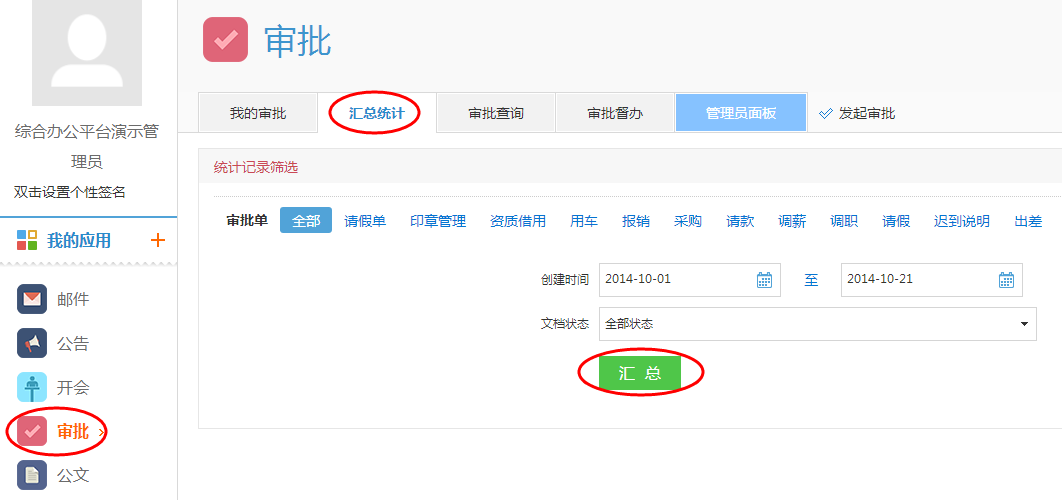 综合办公平台演示管
理员
双击设置个性签名
我的应用
邮件
公告
开会
审批 ›
公文
审批
我的审批 汇总统计 审批查询 审批督办 管理员面板 发起审批
统计记录筛选
审批单 全部 请假单 印章管理 资质借用 用车 报销 采购 请款 调薪 调职 请假 迟到说明 出差
创建时间 2014-10-01 至 2014-10-21
文档状态 全部状态
汇 总